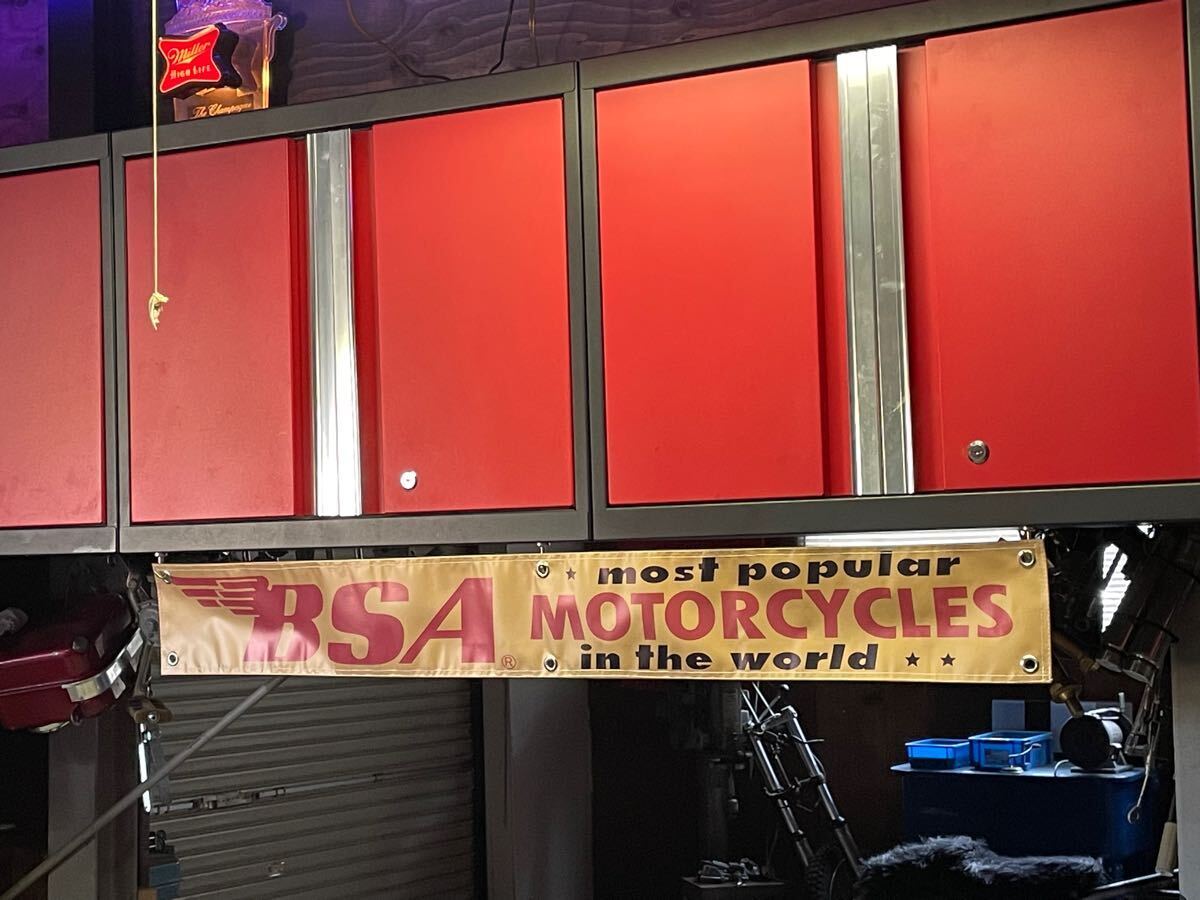 Miller
High Life
The Champagne
BSA®
★ most popular
MOTORCYCLES
in the world ★ ★